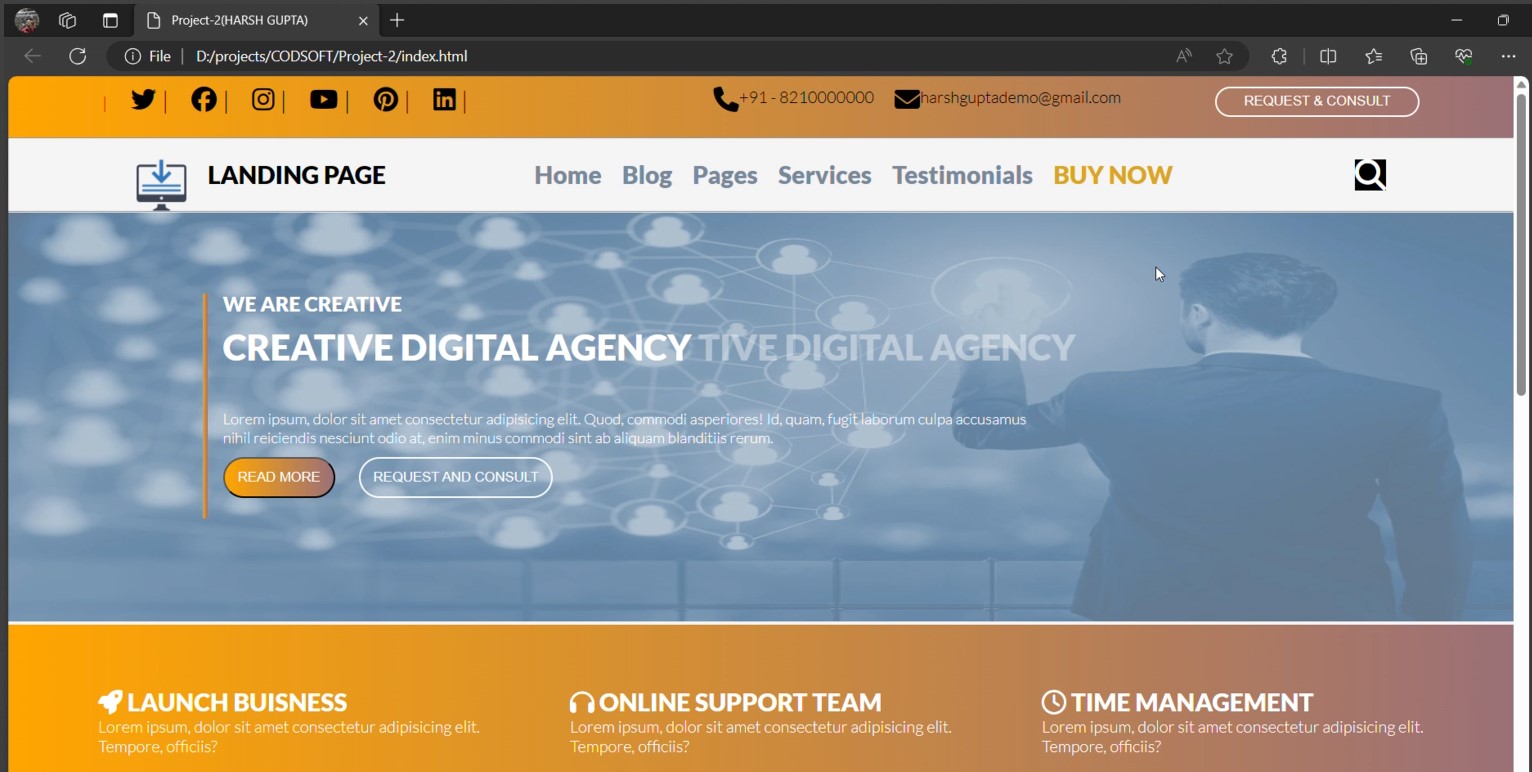 Project-2(HARSH GUPTA)
File | D:/projects/CODSOFT/Project-2/index.html
+91 - 8210000000 harshguptademo@gmail.com REQUEST & CONSULT
LANDING PAGE Home Blog Pages Services Testimonials BUY NOW
WE ARE CREATIVE
CREATIVE DIGITAL AGENCY TIVE DIGITAL AGENCY
Lorem ipsum, dolor sit amet consectetur adipisicing elit. Quod, commodi asperiores! Id, quam, fugit laborum culpa accusamus
nihil reiciendis nesciunt odio at, enim minus commodi sint ab aliquam blanditiis rerum.
READ MORE REQUEST AND CONSULT
LAUNCH BUISNESS ONLINE SUPPORT TEAM TIME MANAGEMENT
Lorem ipsum, dolor sit amet consectetur adipisicing elit. Lorem ipsum, dolor sit amet consectetur adipisicing elit. Lorem ipsum, dolor sit amet consectetur adipisicing elit.
Tempore, officiis? Tempore, officiis? Tempore, officiis?